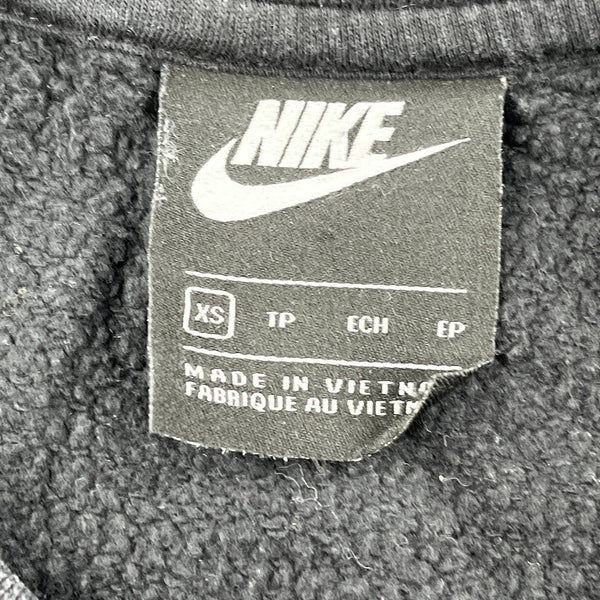 NIKE
XS TP ECH EP
MADE IN VIETNA
FABRIQUE AU VIETN